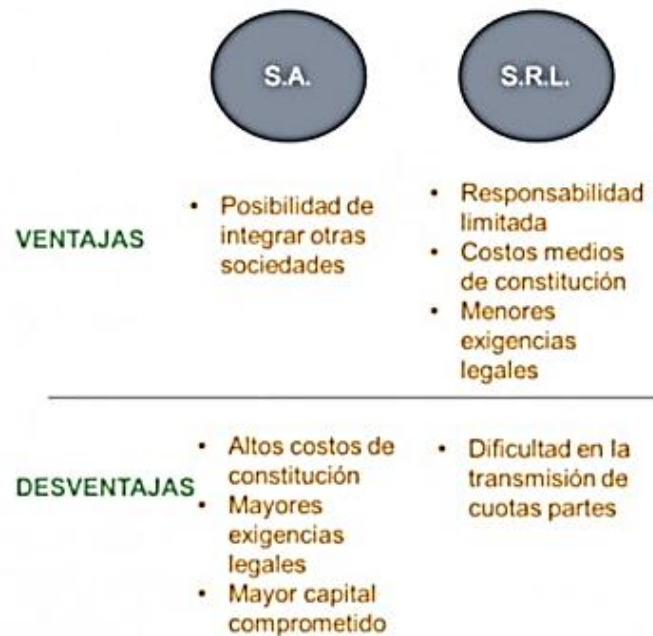 S.A.
S.R.L.
VENTAJAS
• Posibilidad de
integrar otras
sociedades
• Responsabilidad
limitada
• Costos medios
de constitución
• Menores
exigencias
legales
DESVENTAJAS
• Altos costos de
constitución
• Mayores
exigencias
legales
• Mayor capital
comprometido
• Dificultad en la
transmisión de
cuotas partes